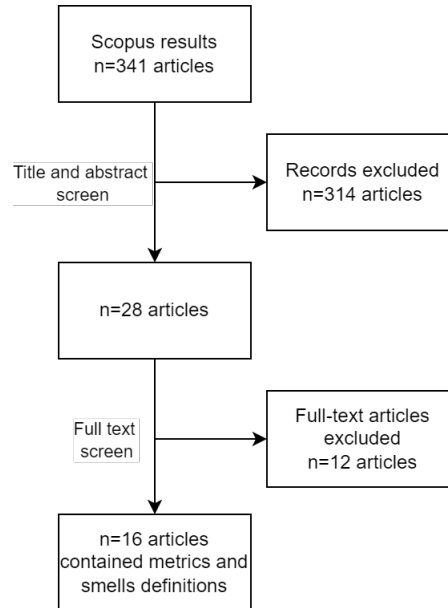 Scopus results
n=341 articles
Title and abstract
screen
Records excluded
n=314 articles
n=28 articles
Full text
screen
Full-text articles
excluded
n=12 articles
n=16 articles
contained metrics and
smells definitions